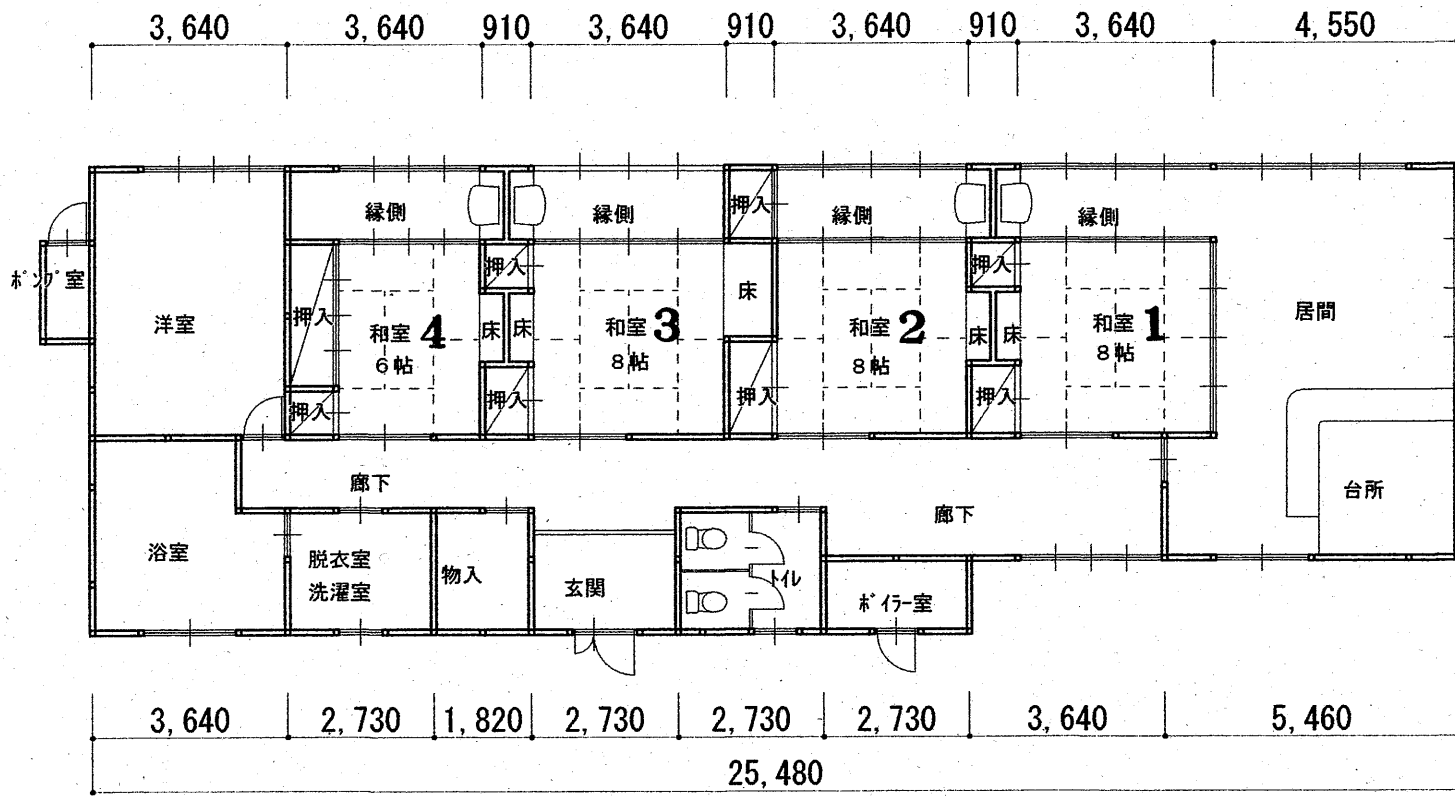 3,640 3,640 910 3,640 910 3,640 910 3,640 4,550
縁側 縁側 押入 縁側 縁側
ポンプ室 洋室 押入 和室 4 6帖 押入 床 床 和室 3 8帖 床 和室 2 8帖 押入 床 床 和室 1 8帖 居間
押入 押入 押入 押入
廊下 廊下 台所
浴室 脱衣室 物入 玄関 トイレ ボイラー室
洗濯室
3,640 2,730 1,820 2,730 2,730 2,730 3,640 5,460
25,480